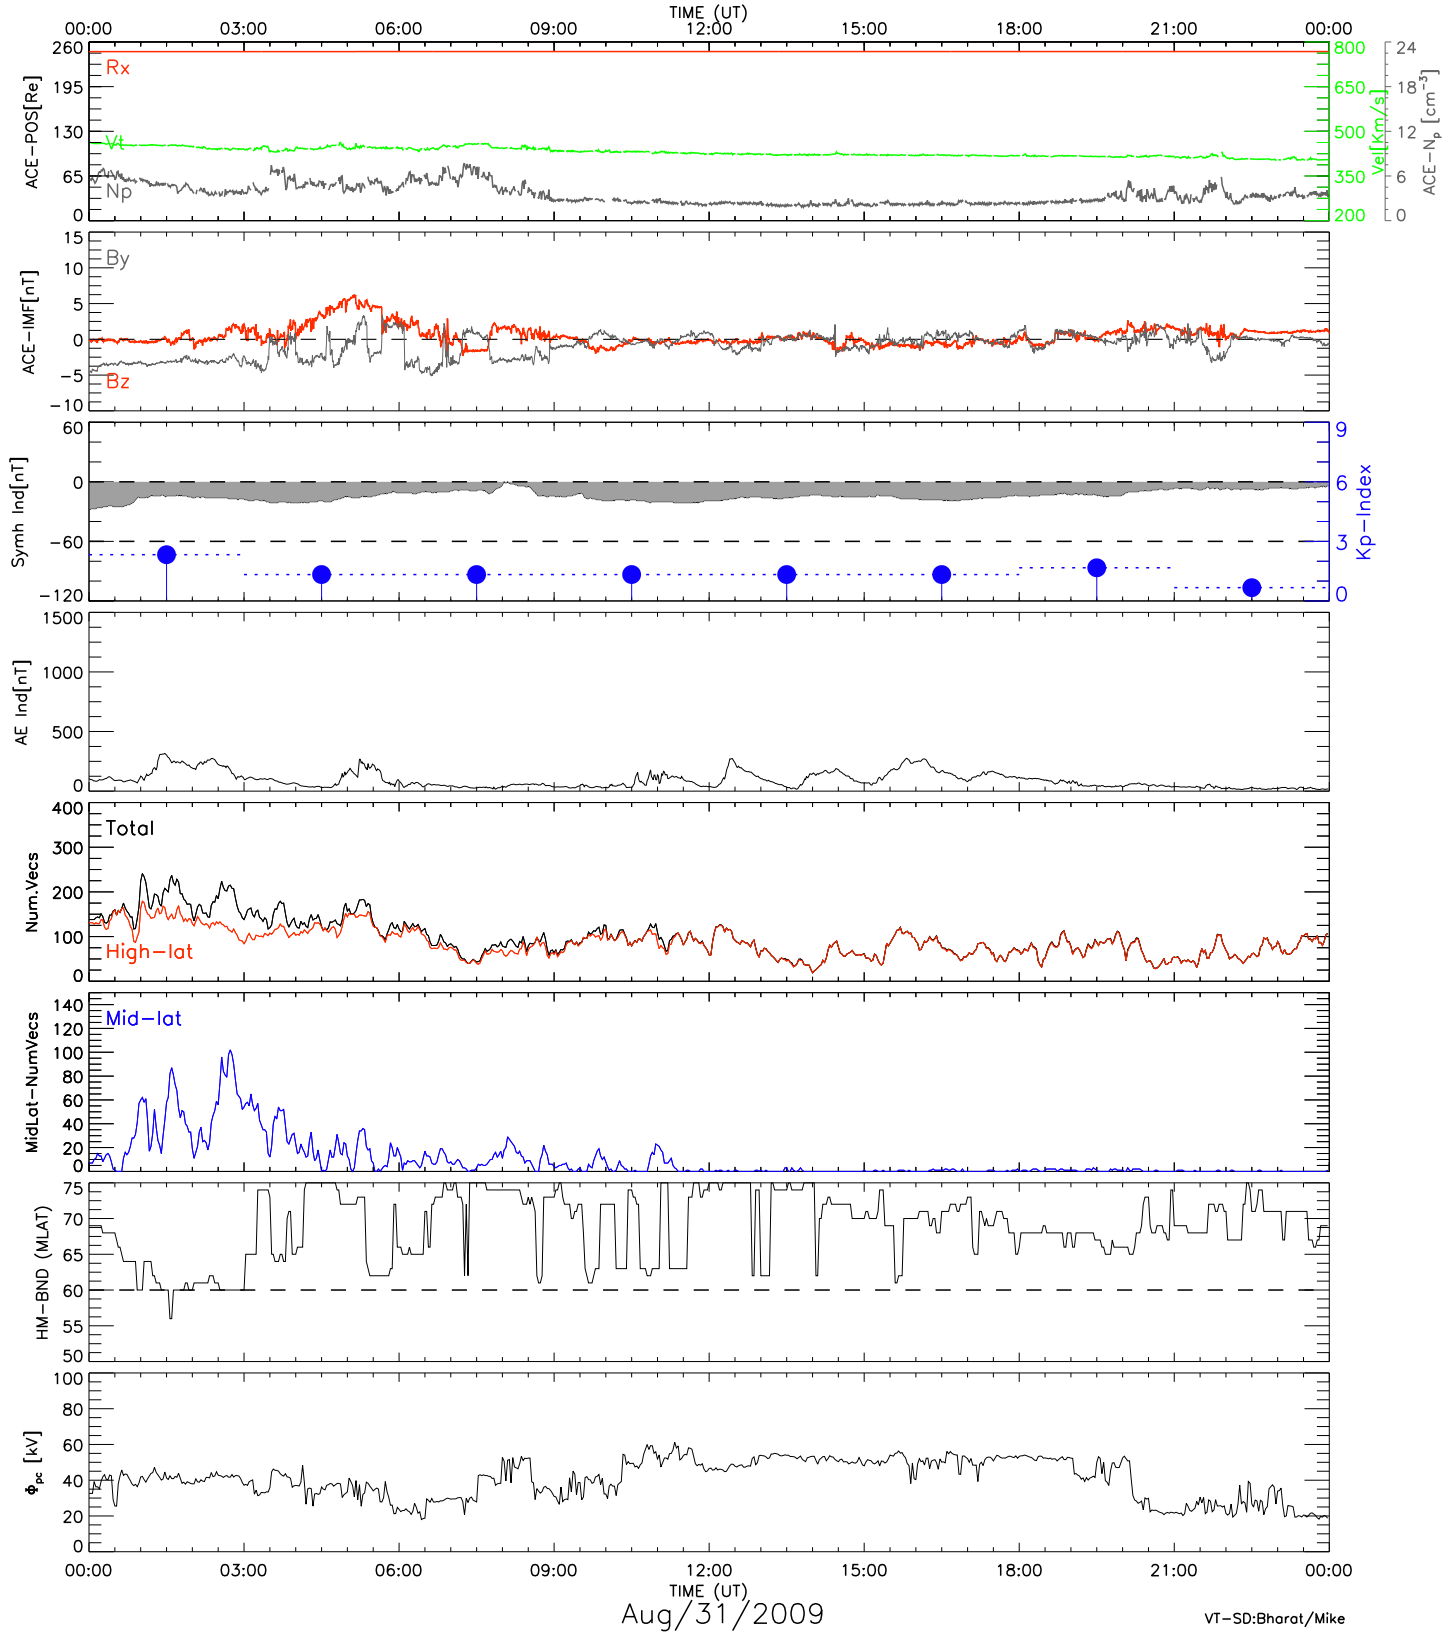 TIME (UT)
00:00 03:00 06:00 09:00 12:00 15:00 18:00 21:00 00:00
ACE-POS[Re]
260
195
130
65
0
Rx
Vt
Np
800
650
500
350
200
Vel[Km/s]
24
18
12
6
0
ACE-Np [cm-3]
ACE-IMF[nT]
15
10
5
0
-5
-10
By
Bz
Symh Ind[nT]
60
0
-60
-120
9
6
3
0
Kp-Index
AE Ind[nT]
1500
1000
500
0
Num.Vecs
400
300
200
100
0
Total
High-lat
MidLat-NumVecs
140
120
100
80
60
40
20
0
Mid-lat
HM-BND (MLAT)
75
70
65
60
55
50
Φpc [kV]
100
80
60
40
20
0
00:00 03:00 06:00 09:00 12:00 15:00 18:00 21:00 00:00
TIME (UT)
Aug/31/2009
VT-SD:Bharat/Mike